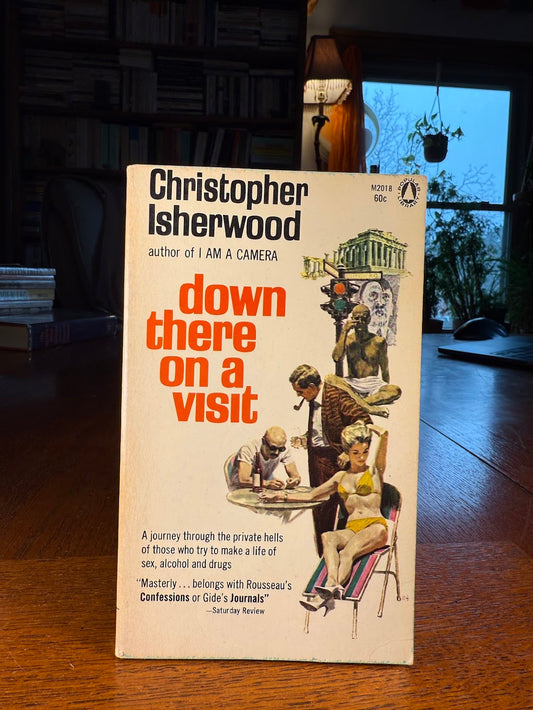 Christopher
Isherwood
M2018
60c
POPULAR
LIBRARY
author of I AM A CAMERA
down
there
on a
visit
A journey through the private hells
of those who try to make a life of
sex, alcohol and drugs
"Masterly . . . belongs with Rousseau's
Confessions or Gide's Journals"
—Saturday Review